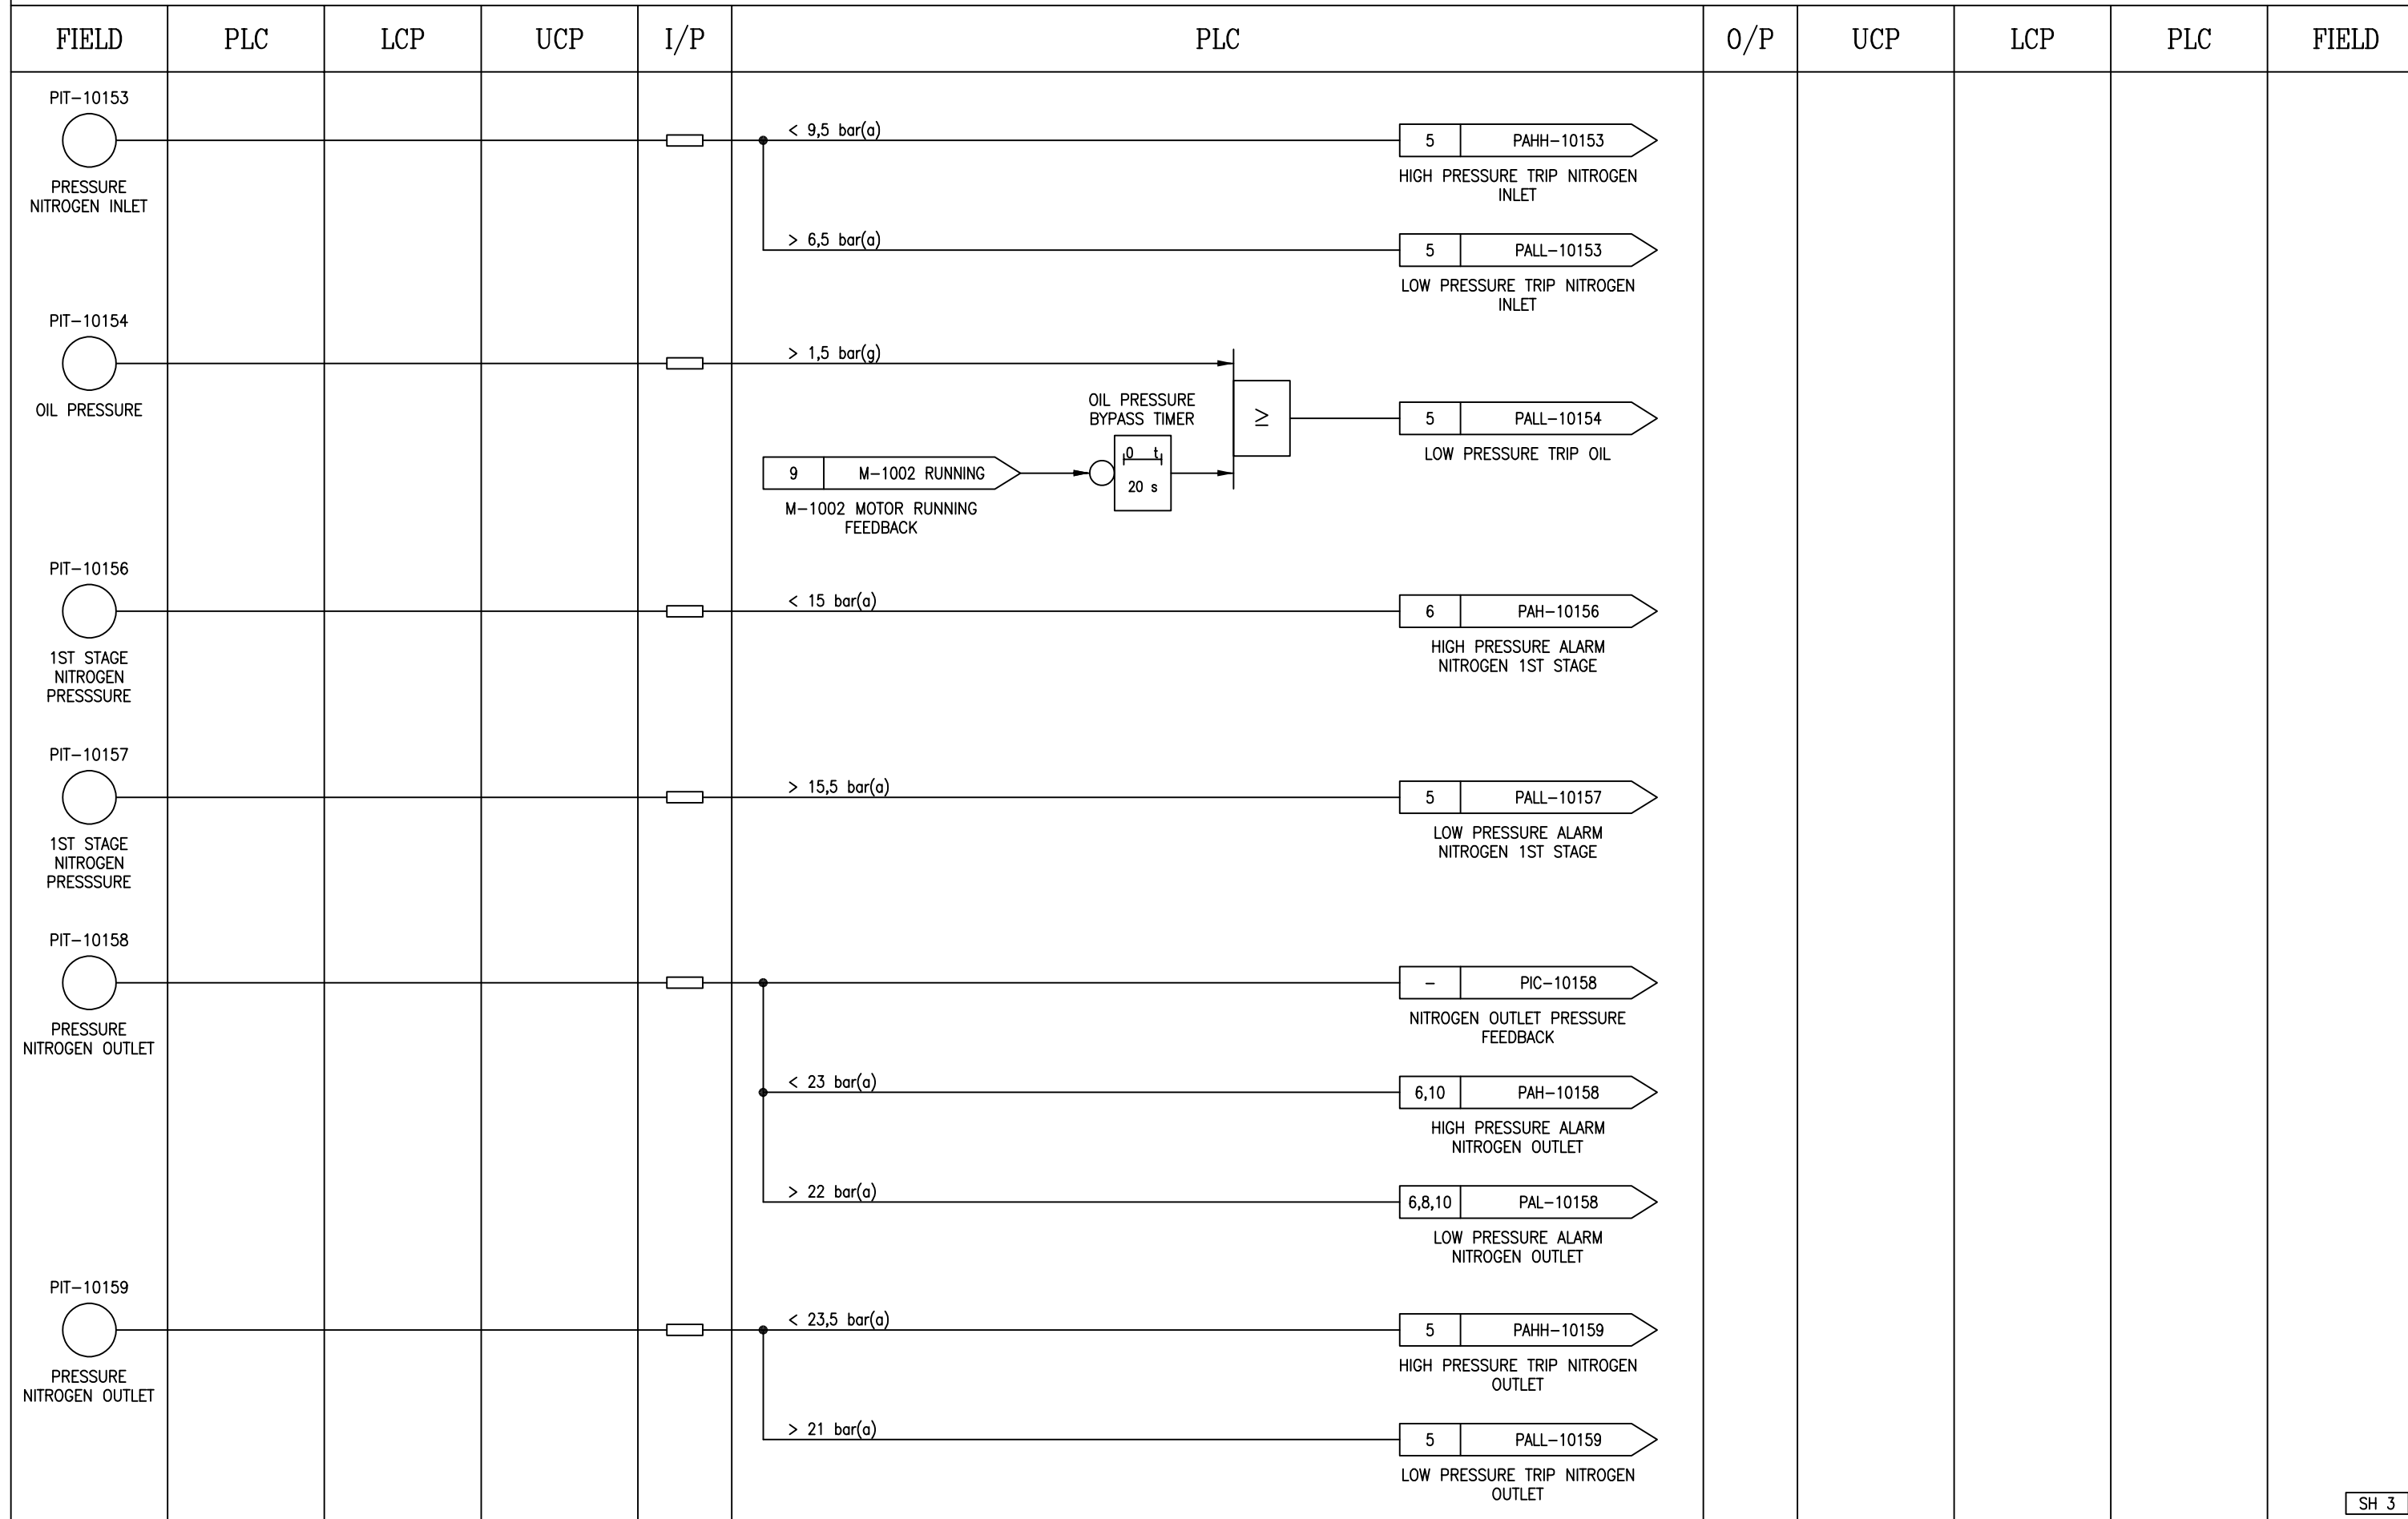 FIELD PLC LCP UCP I/P PLC O/P UCP LCP PLC FIELD
PIT-10153
PRESSURE
NITROGEN INLET
< 9,5 bar(a)
5 PAHH-10153
HIGH PRESSURE TRIP NITROGEN
INLET
> 6,5 bar(a)
5 PALL-10153
LOW PRESSURE TRIP NITROGEN
INLET
PIT-10154
OIL PRESSURE
> 1,5 bar(g)
OIL PRESSURE
BYPASS TIMER
0 t
20 s
≥
9 M-1002 RUNNING
M-1002 MOTOR RUNNING
FEEDBACK
5 PALL-10154
LOW PRESSURE TRIP OIL
PIT-10156
1ST STAGE
NITROGEN
PRESSSURE
< 15 bar(a)
6 PAH-10156
HIGH PRESSURE ALARM
NITROGEN 1ST STAGE
PIT-10157
1ST STAGE
NITROGEN
PRESSSURE
> 15,5 bar(a)
5 PALL-10157
LOW PRESSURE ALARM
NITROGEN 1ST STAGE
PIT-10158
PRESSURE
NITROGEN OUTLET
- PIC-10158
NITROGEN OUTLET PRESSURE
FEEDBACK
< 23 bar(a)
6,10 PAH-10158
HIGH PRESSURE ALARM
NITROGEN OUTLET
> 22 bar(a)
6,8,10 PAL-10158
LOW PRESSURE ALARM
NITROGEN OUTLET
PIT-10159
PRESSURE
NITROGEN OUTLET
< 23,5 bar(a)
5 PAHH-10159
HIGH PRESSURE TRIP NITROGEN
OUTLET
> 21 bar(a)
5 PALL-10159
LOW PRESSURE TRIP NITROGEN
OUTLET
SH 3